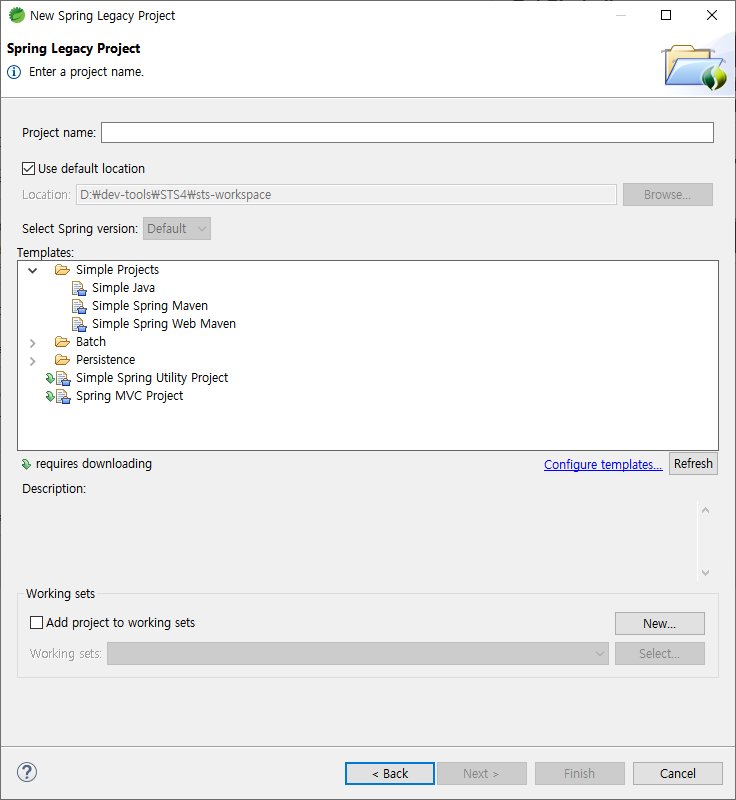 New Spring Legacy Project
Spring Legacy Project
Enter a project name.
Project name:
Use default location
Location: D:₩dev-tools₩STS4₩sts-workspace Browse...
Select Spring version: Default
Templates:
Simple Projects
Simple Java
Simple Spring Maven
Simple Spring Web Maven
Batch
Persistence
Simple Spring Utility Project
Spring MVC Project
requires downloading Configure templates... Refresh
Description:
Working sets
Add project to working sets New...
Working sets: Select...
? < Back Next > Finish Cancel